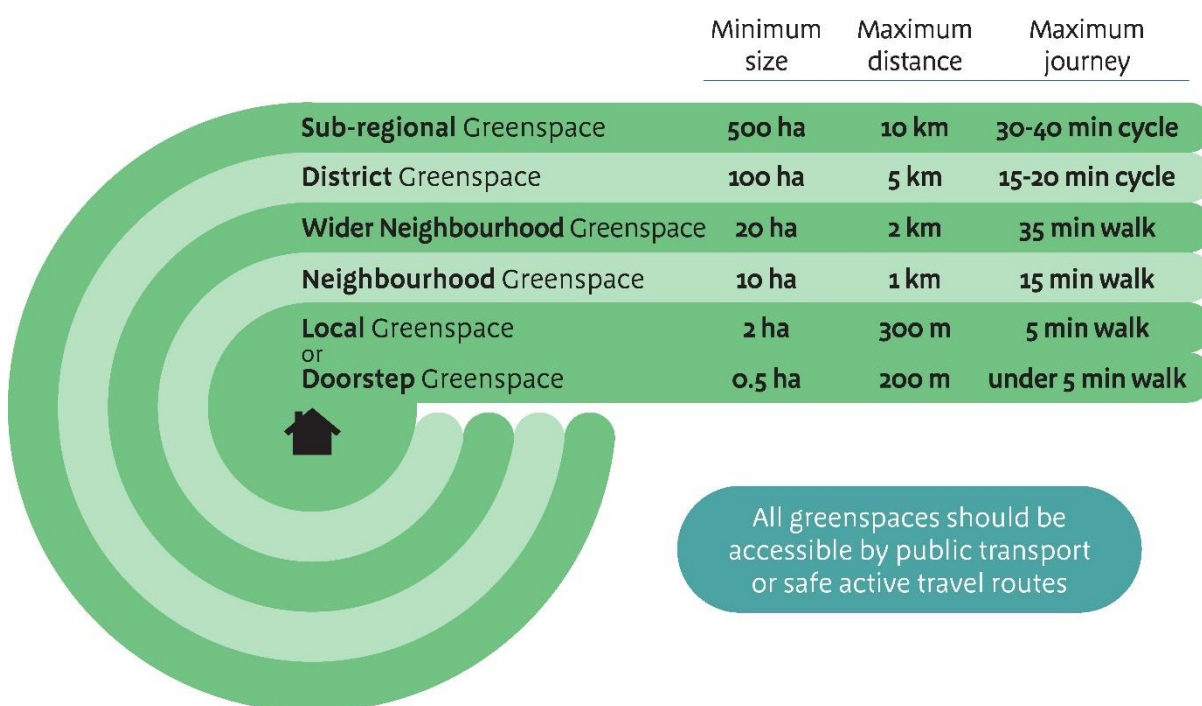 Minimum size Maximum distance Maximum journey
Sub-regional Greenspace 500 ha 10 km 30-40 min cycle
District Greenspace 100 ha 5 km 15-20 min cycle
Wider Neighbourhood Greenspace 20 ha 2 km 35 min walk
Neighbourhood Greenspace 10 ha 1 km 15 min walk
Local Greenspace 2 ha 300 m 5 min walk
or
Doorstep Greenspace 0.5 ha 200 m under 5 min walk
All greenspaces should be
accessible by public transport
or safe active travel routes